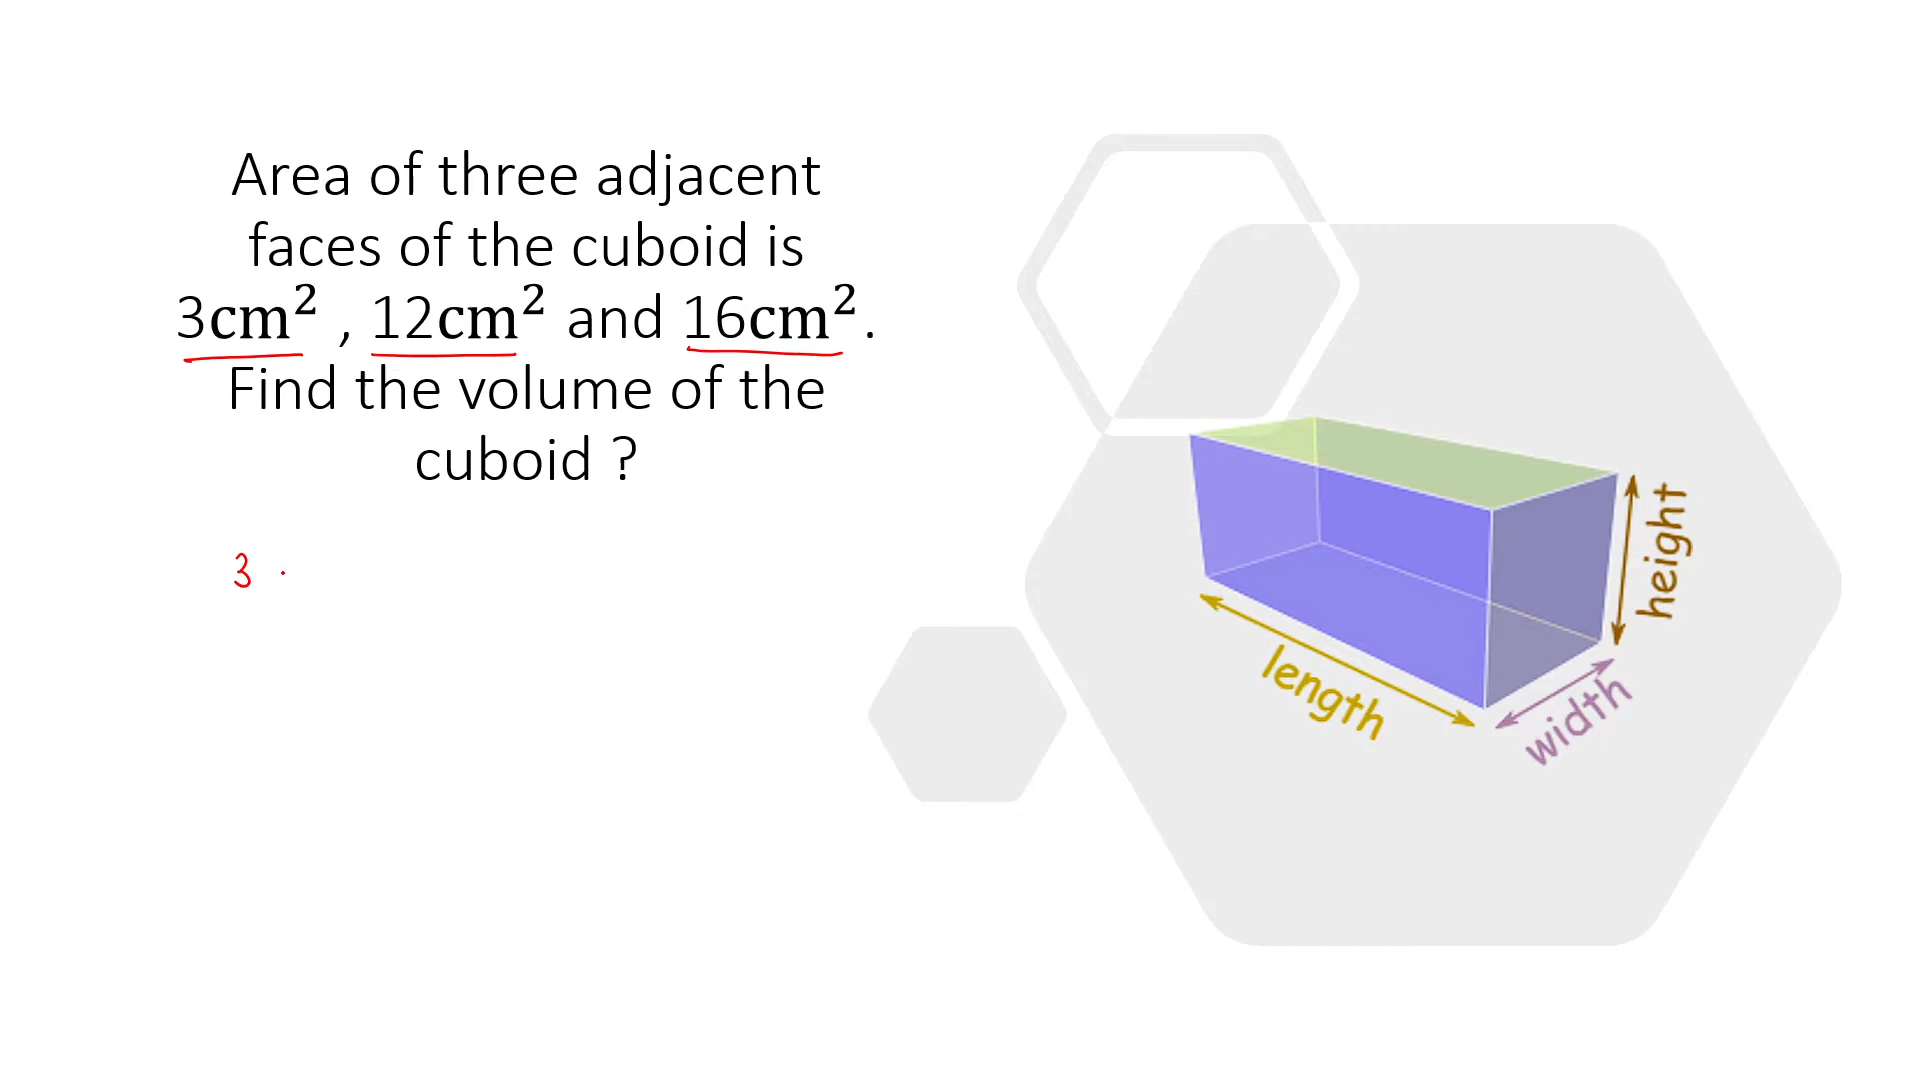 Area of three adjacent
faces of the cuboid is
3cm² , 12cm² and 16cm².
Find the volume of the
cuboid ?
3 .
height
length
width